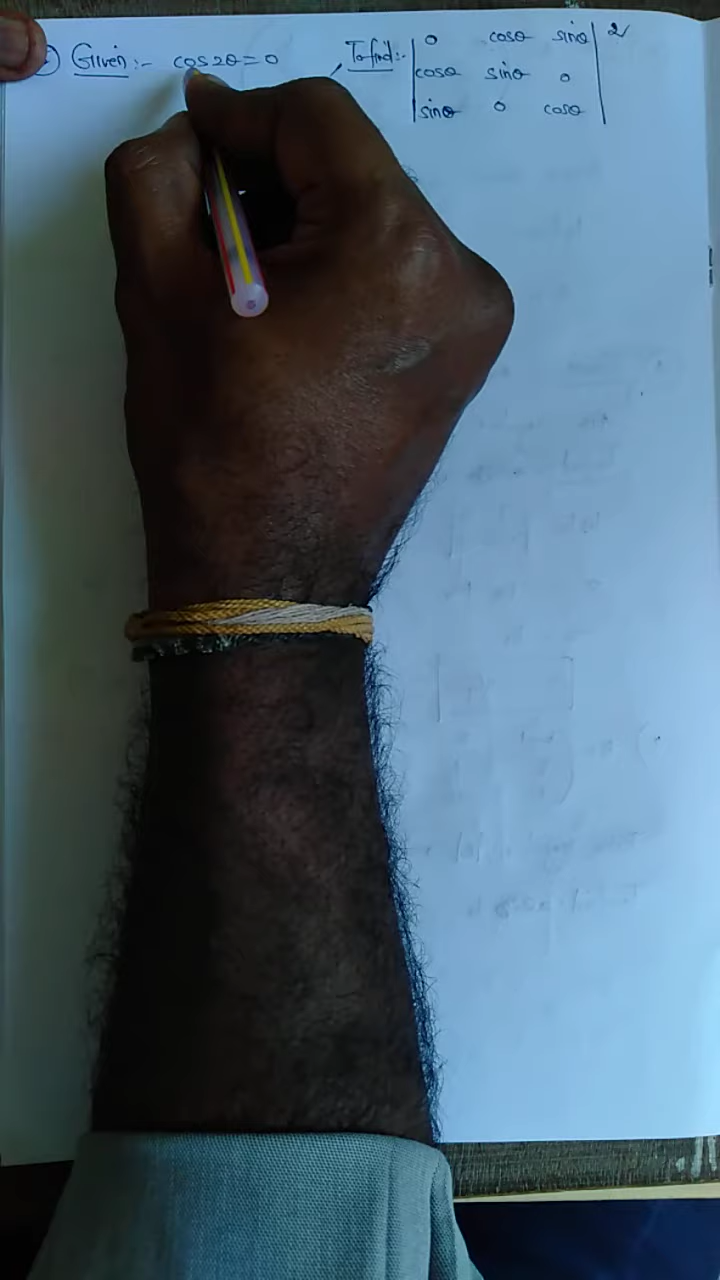 Given :- cos2θ = 0 , To find :- | 0 cosθ sinθ | 2
| cosθ sinθ 0 |
| sinθ 0 cosθ |